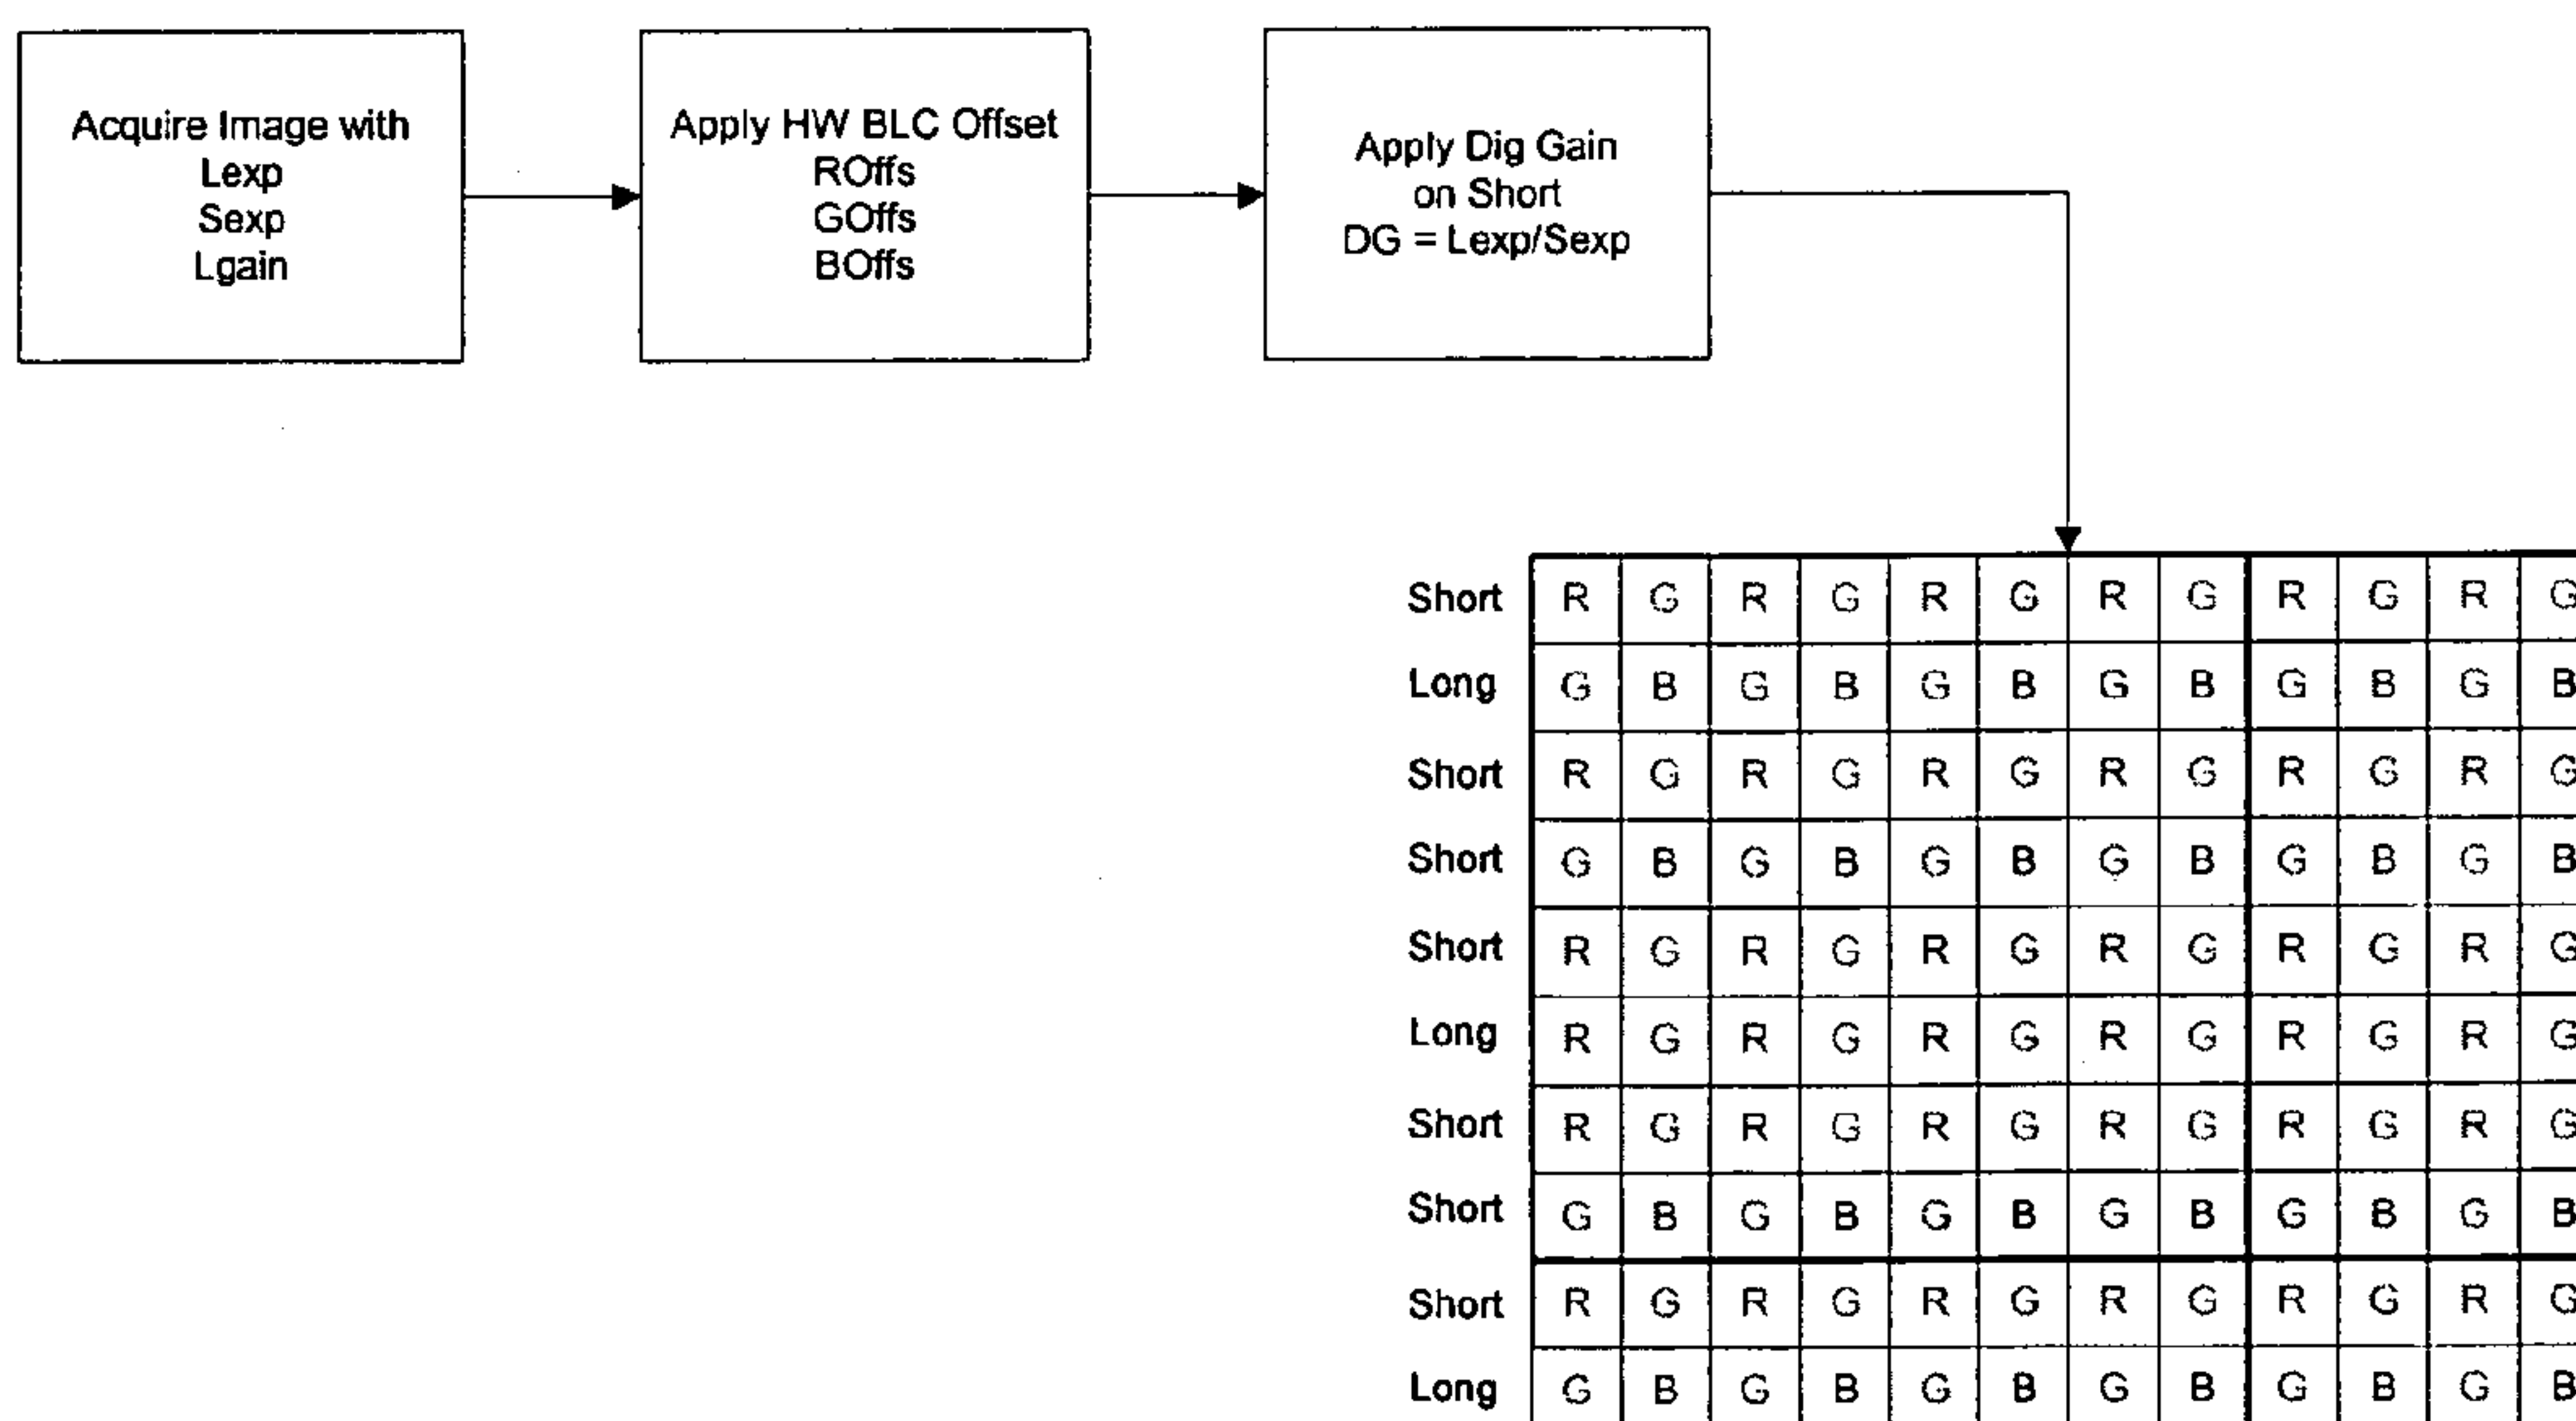 Acquire Image with
Lexp
Sexp
Lgain
Apply HW BLC Offset
ROffs
GOffs
BOffs
Apply Dig Gain
on Short
DG = Lexp/Sexp
Short R G R G R G R G R G R G
Long G B G B G B G B G B G B
Short R G R G R G R G R G R G
Short G B G B G B G B G B G B
Short R G R G R G R G R G R G
Long R G R G R G R G R G R G
Short R G R G R G R G R G R G
Short G B G B G B G B G B G B
Short R G R G R G R G R G R G
Long G B G B G B G B G B G B